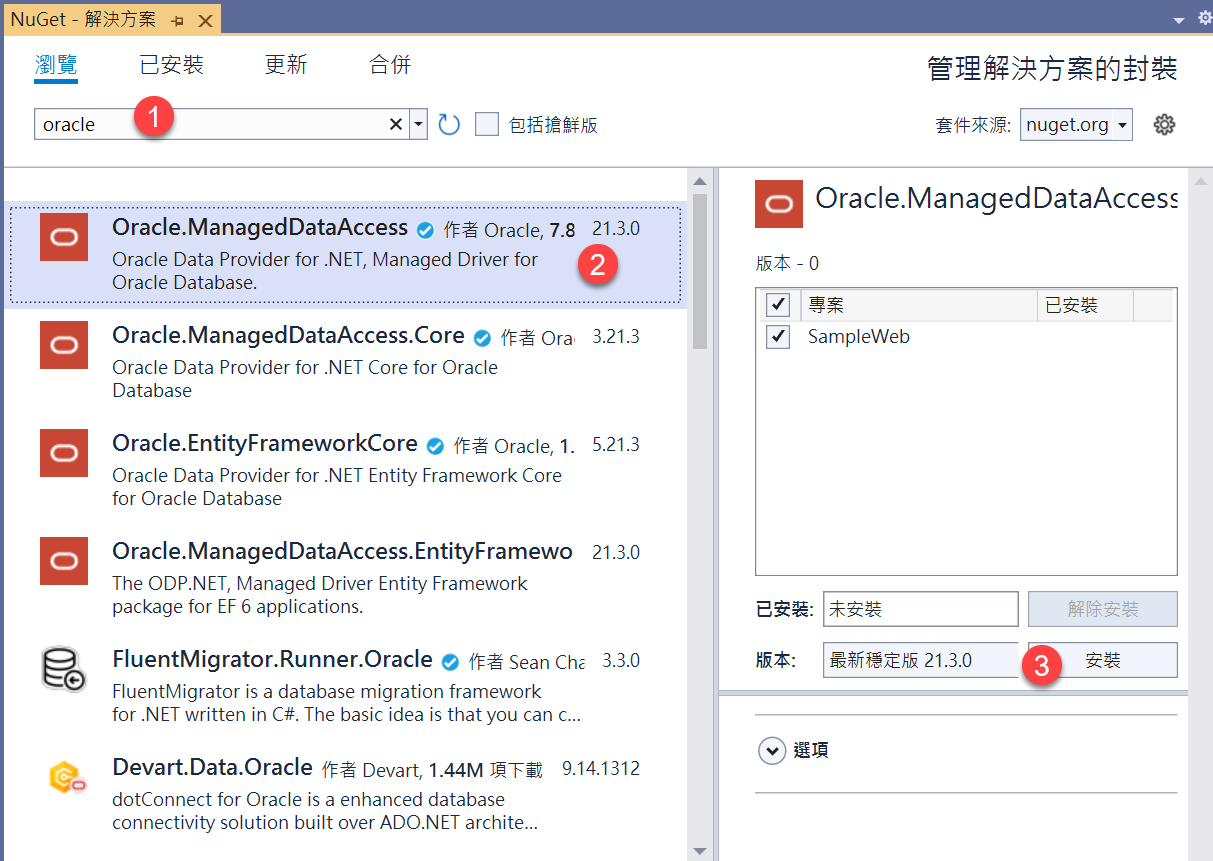 NuGet - 解決方案
瀏覽 已安裝 更新 合併
管理解決方案的封裝
oracle
1
包括搶鮮版
套件來源: nuget.org
Oracle.ManagedDataAccess 作者 Oracle, 7.8 21.3.0
Oracle Data Provider for .NET, Managed Driver for
Oracle Database.
2
Oracle.ManagedDataAccess.Core 作者 Ora 3.21.3
Oracle Data Provider for .NET Core for Oracle
Database
Oracle.EntityFrameworkCore 作者 Oracle, 1. 5.21.3
Oracle Data Provider for .NET Entity Framework Core
for Oracle Database
Oracle.ManagedDataAccess.EntityFramewo 21.3.0
The ODP.NET, Managed Driver Entity Framework
package for EF 6 applications.
FluentMigrator.Runner.Oracle 作者 Sean Cha 3.3.0
FluentMigrator is a database migration framework
for .NET written in C#. The basic idea is that you can c...
Devart.Data.Oracle 作者 Devart, 1.44M 項下載 9.14.1312
dotConnect for Oracle is a enhanced database
connectivity solution built over ADO.NET archite...
Oracle.ManagedDataAccess
版本 - 0
專案 已安裝
SampleWeb
已安裝: 未安裝 解除安裝
版本: 最新穩定版 21.3.0 3 安裝
選項